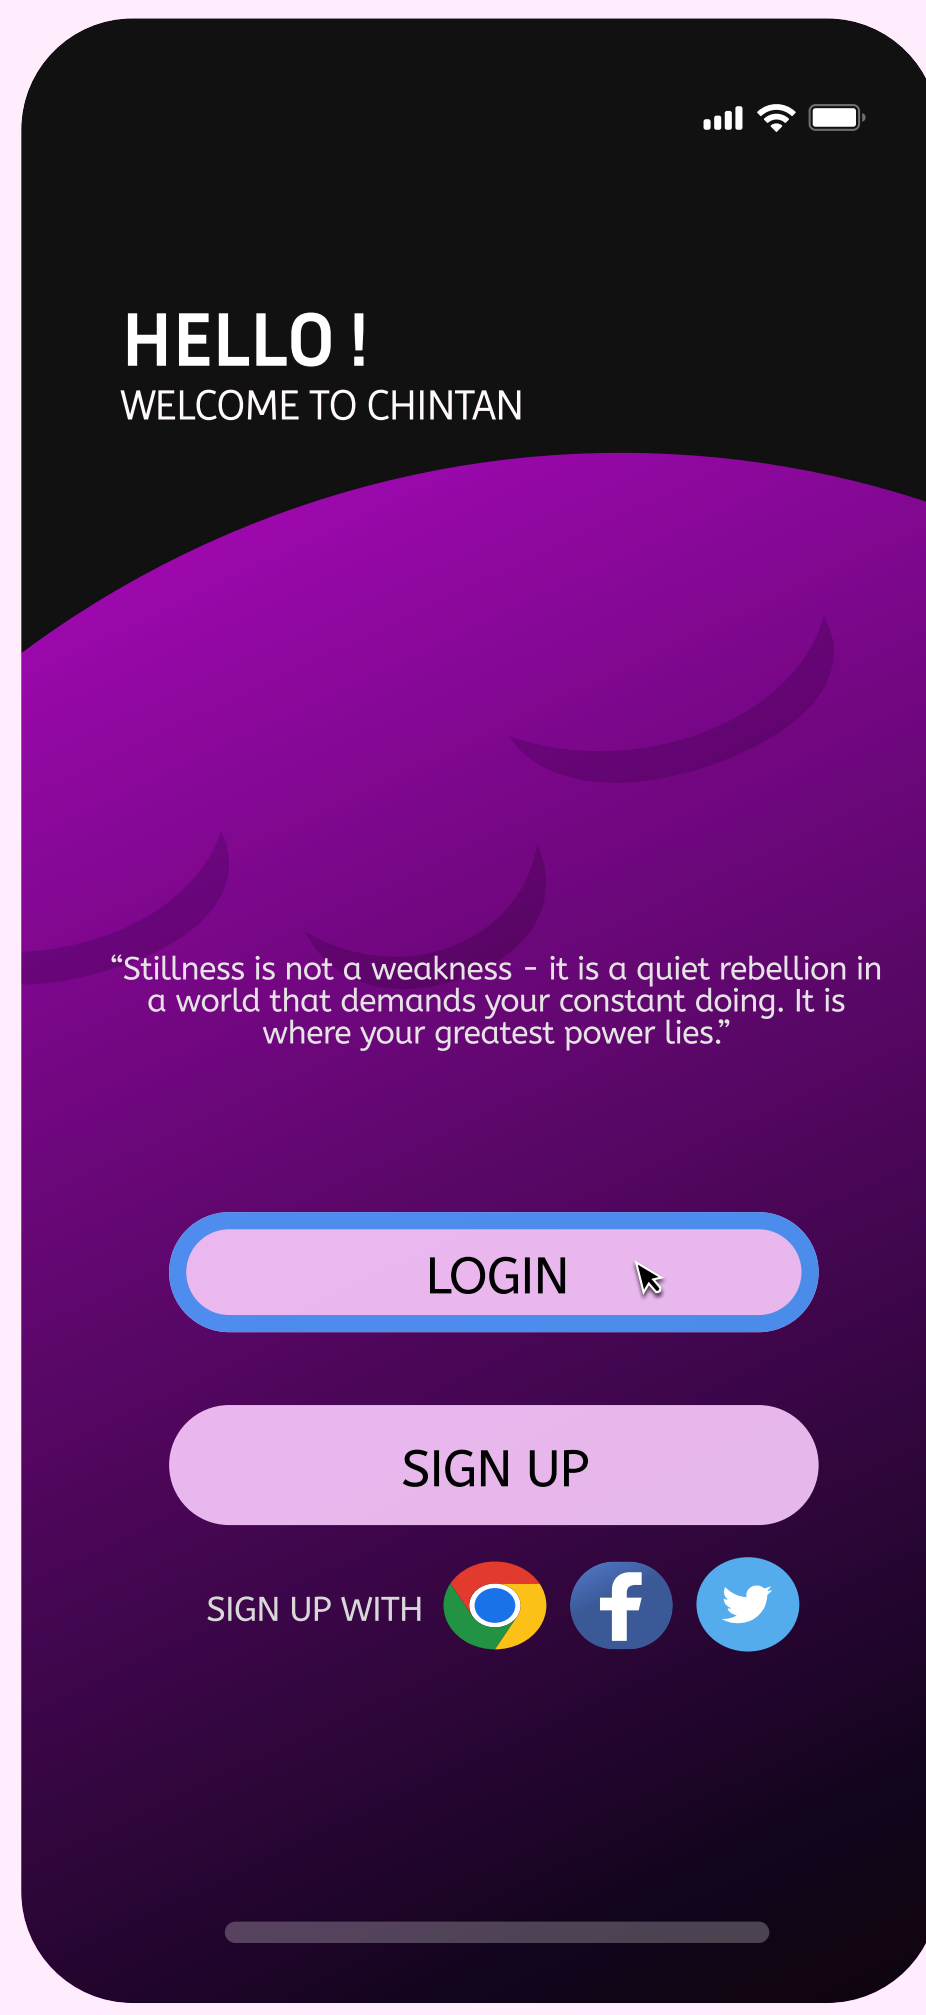 HELLO !
WELCOME TO CHINTAN
“Stillness is not a weakness - it is a quiet rebellion in
a world that demands your constant doing. It is
where your greatest power lies.”
LOGIN
SIGN UP
SIGN UP WITH